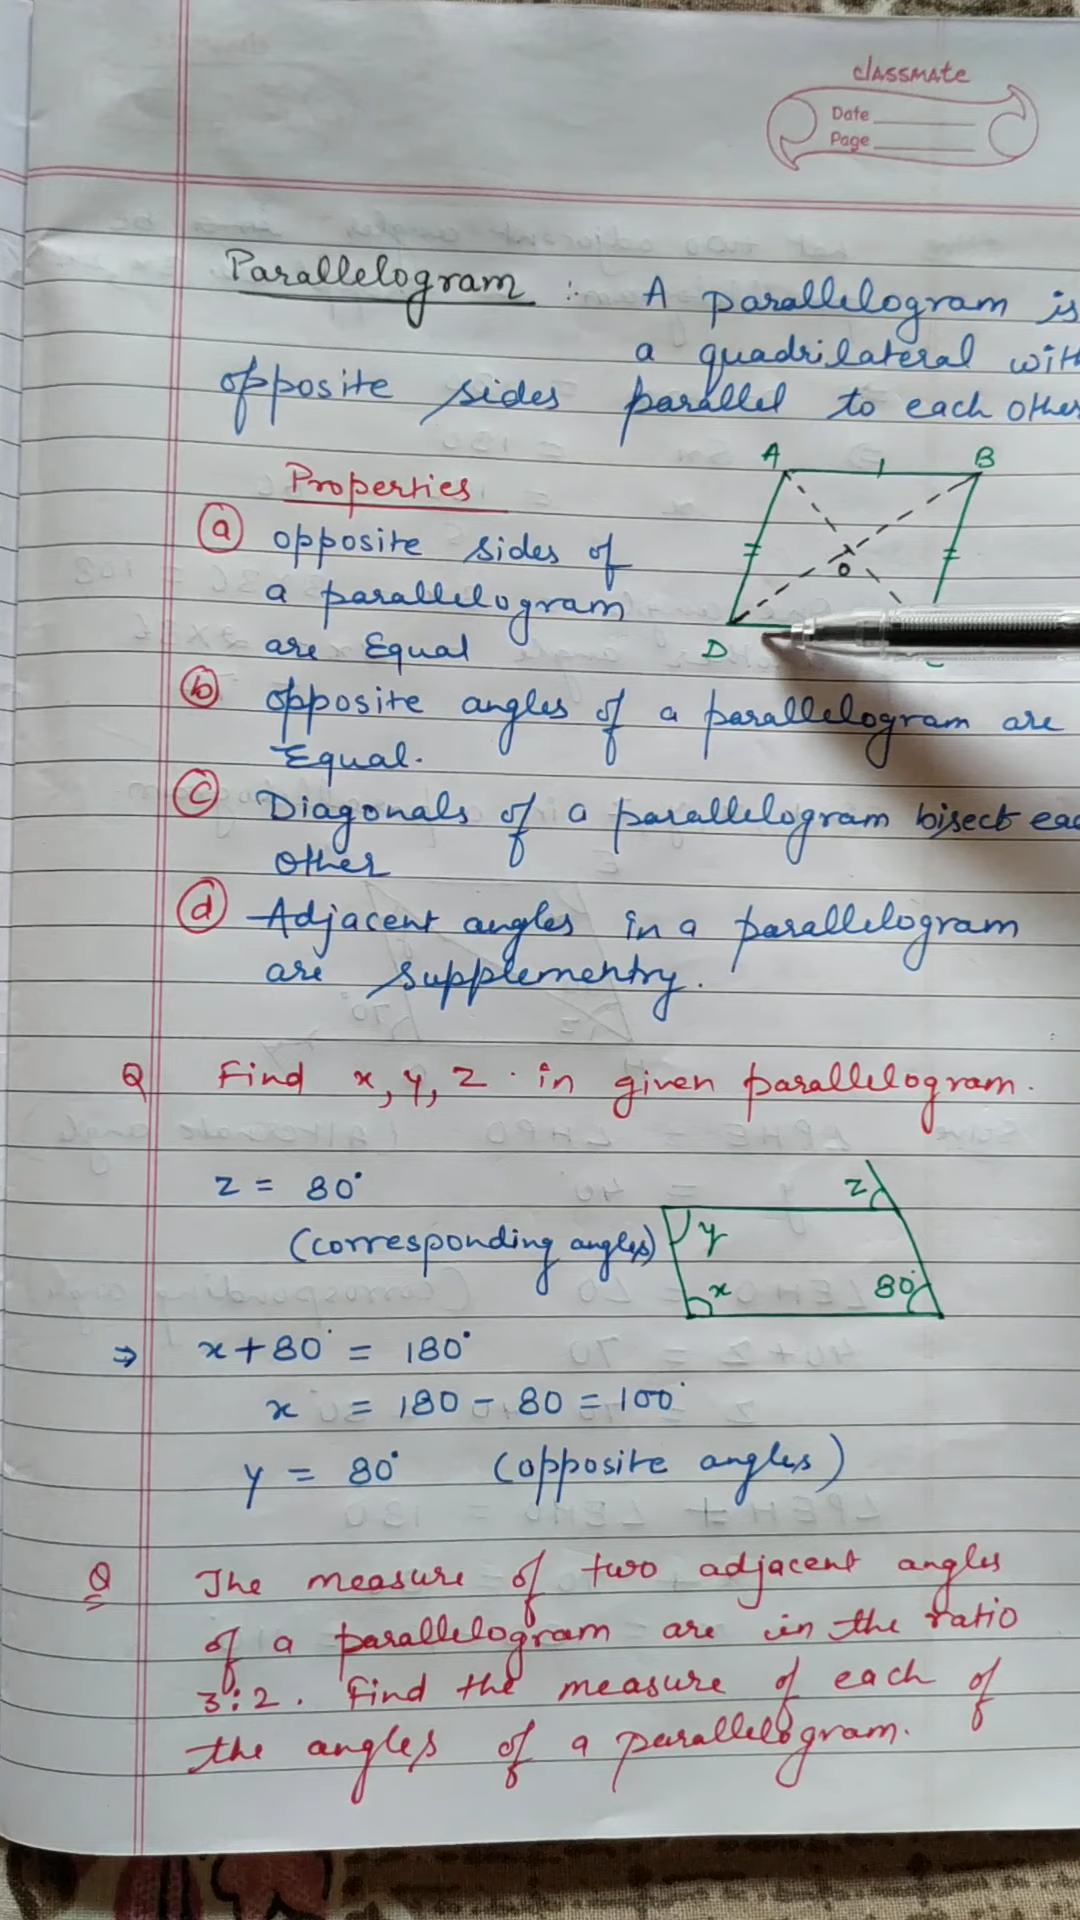 classmate
Date
Page
Parallelogram :- A parallelogram is
a quadrilateral with
opposite sides parallel to each other
A B
Properties
(a) opposite sides of
a parallelogram
are Equal
O
D
(b) opposite angles of a parallelogram are
Equal.
(c) Diagonals of a parallelogram bisect eac
other
(d) Adjacent angles in a parallelogram
are supplementry.
Q Find x, y, z. in given parallelogram.
z = 80°
(corresponding angles)
z
y
x 80°
⇒ x + 80° = 180°
x = 180 - 80 = 100°
y = 80° (opposite angles)
Q The measure of two adjacent angles
of a parallelogram are in the ratio
3:2. Find the measure of each of
the angles of a parallelogram.